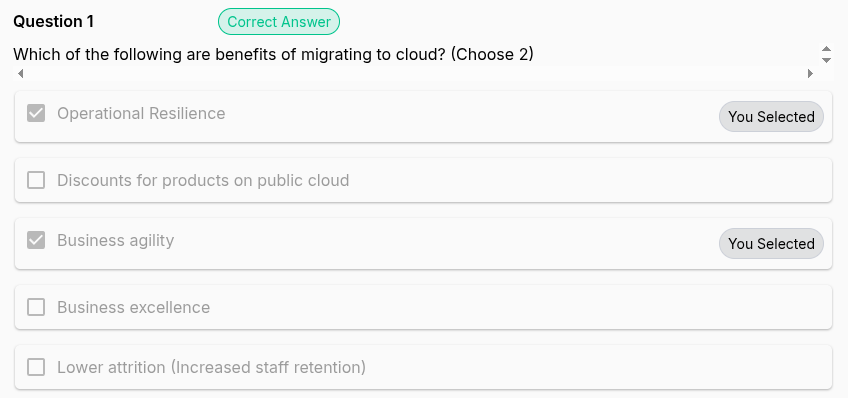 Question 1 Correct Answer
Which of the following are benefits of migrating to cloud? (Choose 2)
Operational Resilience You Selected
Discounts for products on public cloud
Business agility You Selected
Business excellence
Lower attrition (Increased staff retention)